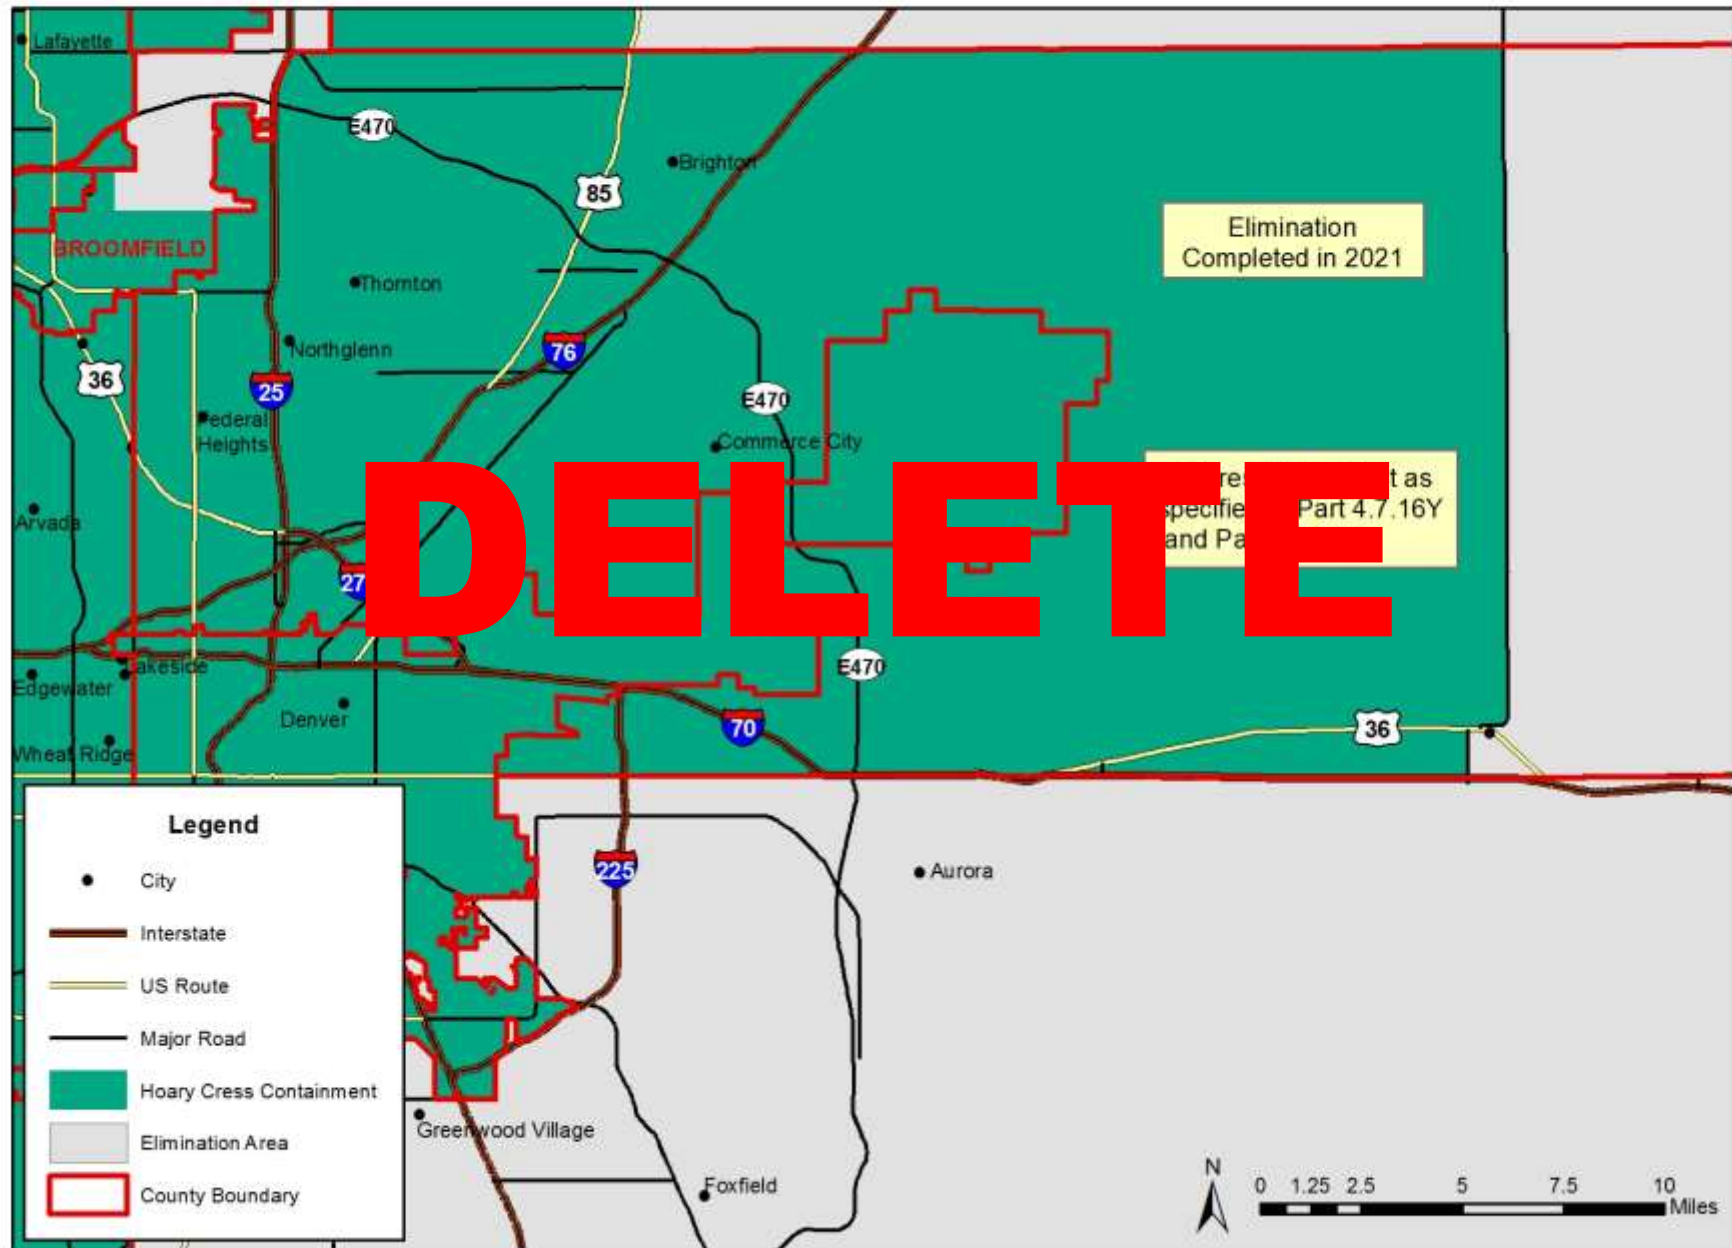 Lafayette
E470
Brighton
85
Elimination
Completed in 2021
BROOMFIELD
Thornton
Northglenn
76
36
25
E470
Federal
Heights
Commerce City
DELETE
as
Part 4.7.16Y
and
Arvada
E470
Lakeside
Edgewater
Denver
70
36
Wheat Ridge
Legend
225
Aurora
City
Interstate
US Route
Major Road
Hoary Cress Containment
Elimination Area
County Boundary
Greenwood Village
Foxfield
N
0 1.25 2.5 5 7.5 10
Miles